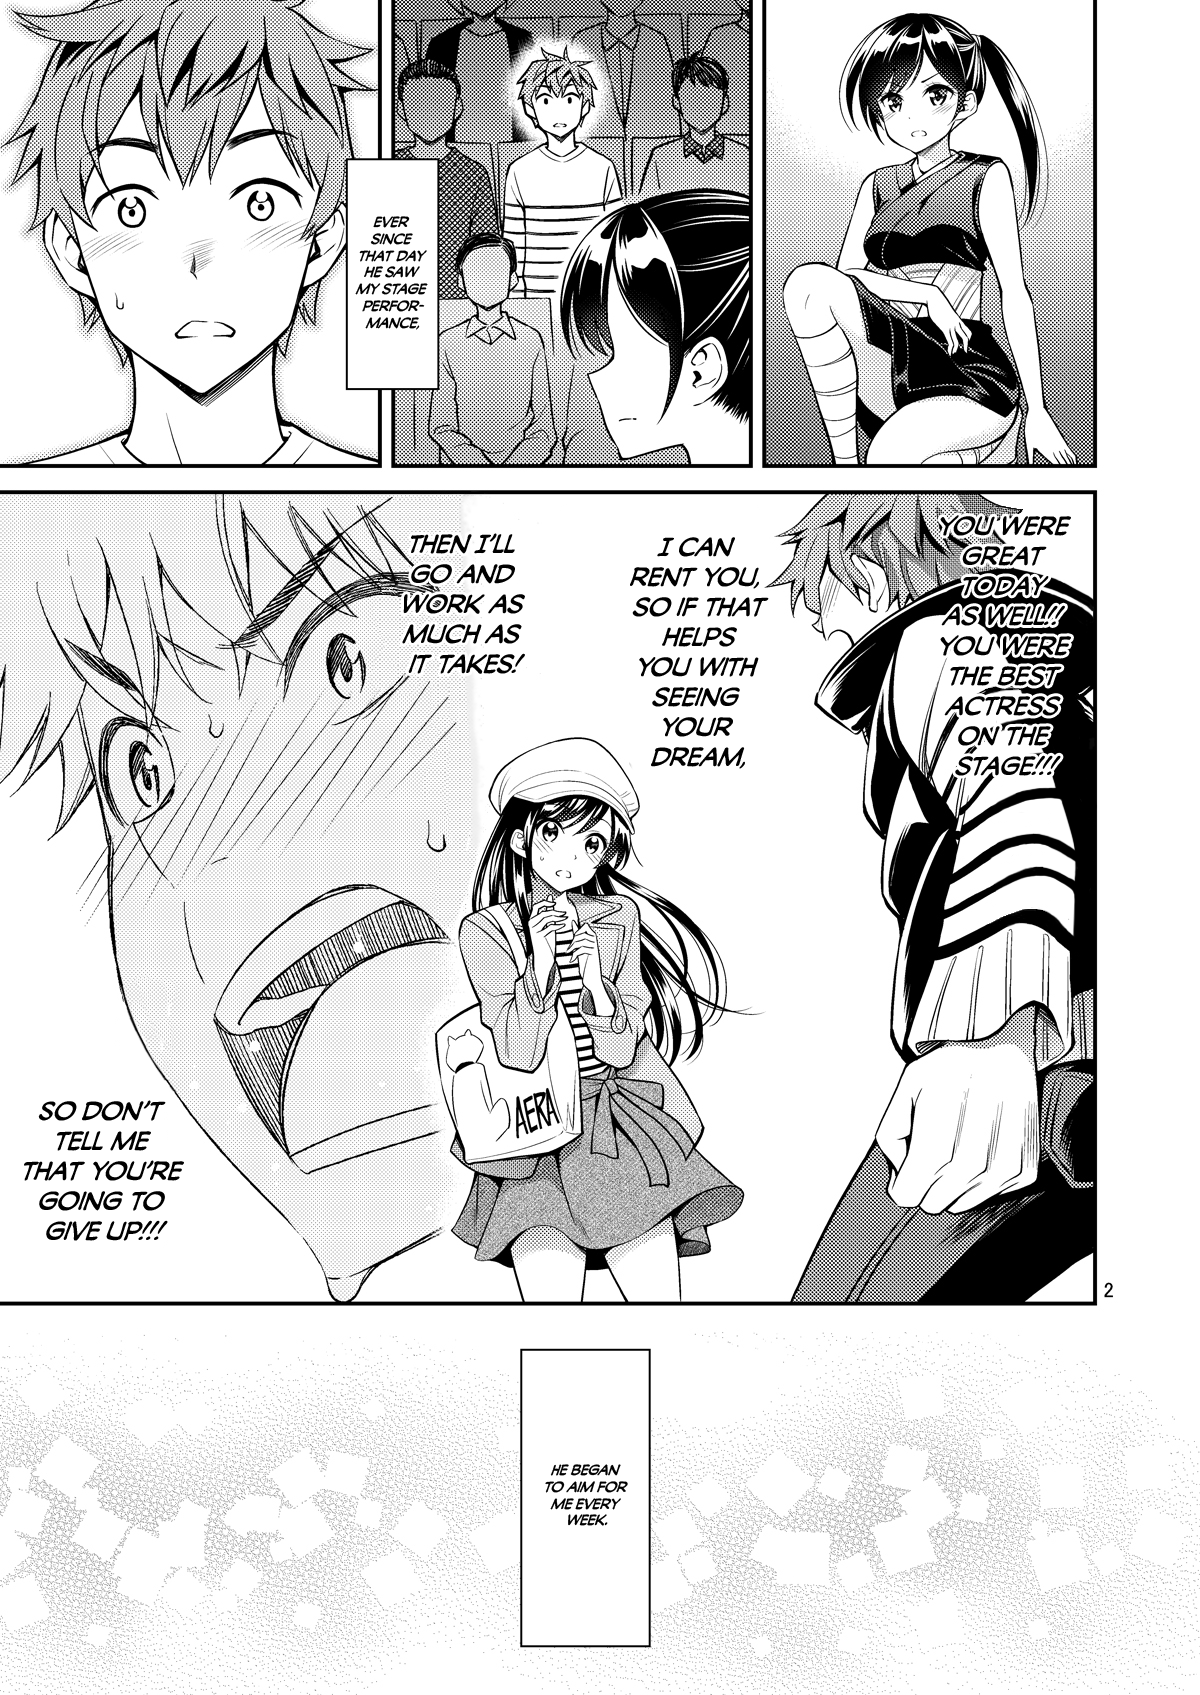 EVER
SINCE
THAT DAY
HE SAW
MY STAGE
PERFOR-
MANCE,
YOU WERE
GREAT
TODAY
AS WELL!!
YOU WERE
THE BEST
ACTRESS
ON THE
STAGE!!!
I CAN
RENT YOU,
SO IF THAT
HELPS
YOU WITH
SEEING
YOUR
DREAM,
THEN I'LL
GO AND
WORK AS
MUCH AS
IT TAKES!
AERA
SO DON'T
TELL ME
THAT YOU'RE
GOING TO
GIVE UP!!!
2
HE BEGAN
TO AIM FOR
ME EVERY
WEEK.